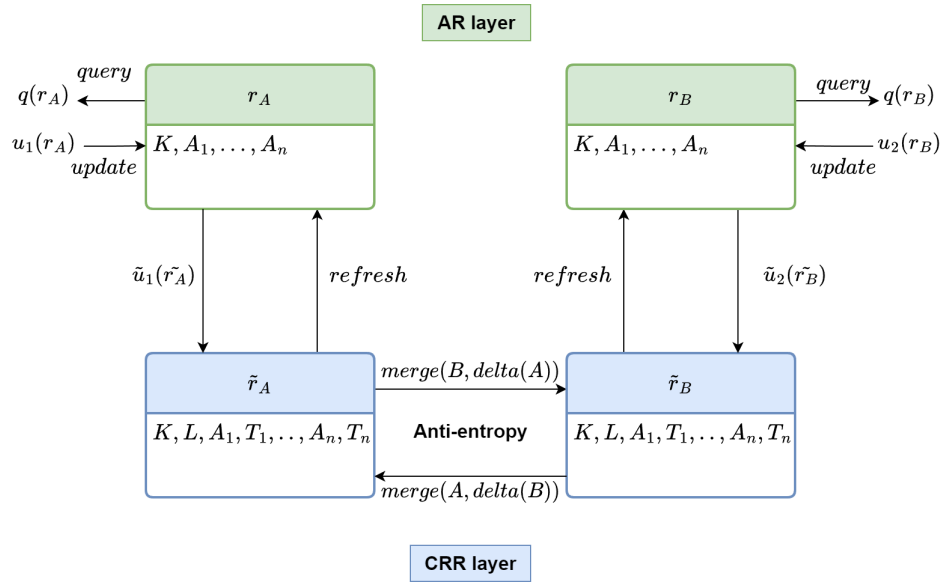 AR layer
query
q(r_A)
u_1(r_A)
update
r_A
K, A_1, ..., A_n
r_B
K, A_1, ..., A_n
query
q(r_B)
u_2(r_B)
update
ũ_1(r̃_A)
refresh
refresh
ũ_2(r̃_B)
r̃_A
K, L, A_1, T_1, .., A_n, T_n
merge(B, delta(A))
Anti-entropy
merge(A, delta(B))
r̃_B
K, L, A_1, T_1, .., A_n, T_n
CRR layer